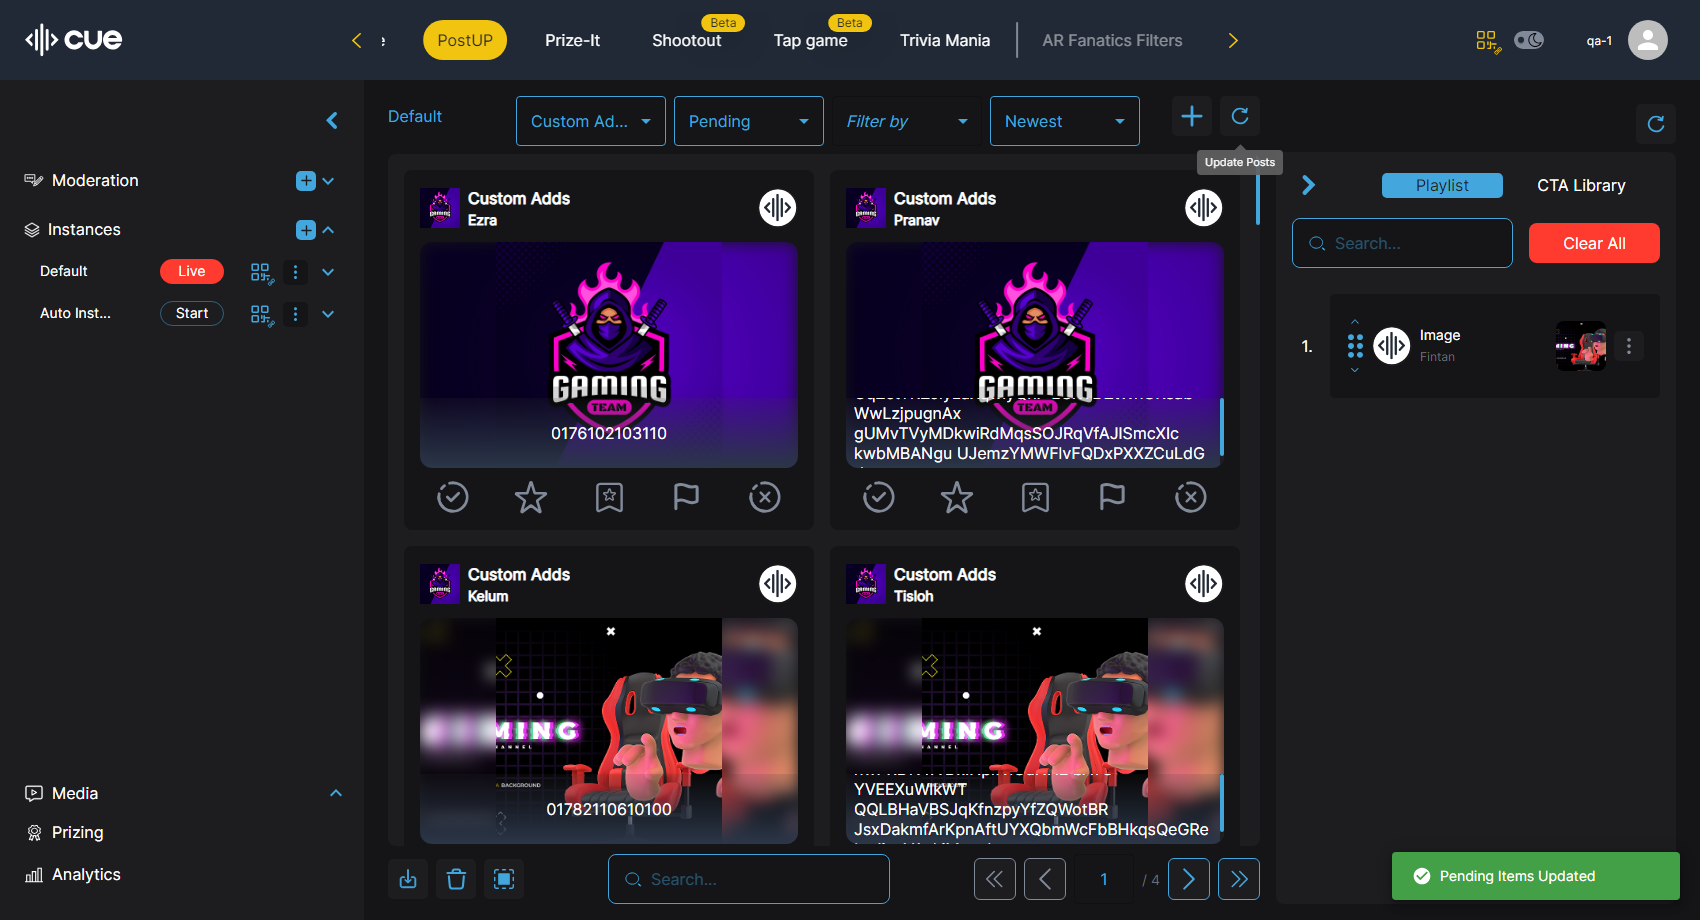 cue
PostUP
Prize-It
Shootout
Beta
Tap game
Beta
Trivia Mania
AR Fanatics Filters
qa-1
Moderation
Instances
Default
Live
Auto Inst...
Start
Media
Prizing
Analytics
Default
Custom Ad...
Pending
Filter by
Newest
Update Posts
Custom Adds
Ezra
GAMING
TEAM
0176102103110
Custom Adds
Pranav
GAMING
TEAM
WwLzjpugnAx
gUMvTVyMDkwiRdMqsSOJRqVfAJISmcXIc
kwbMBANgu UJemzYMWFlvFQDxPXXZCuLdG
Custom Adds
Kelum
MING
BACKGROUND
01782110610100
Custom Adds
Tisloh
MING
YVEEXuWIkWT
QQLBHaVBSJqKfnzpyYfZQWotBR
JsxDakmfArKpnAftUYXQbmWcFbBHkqsQeGRe
Search...
1
/ 4
Playlist
CTA Library
Search...
Clear All
1.
Image
Fintan
Pending Items Updated